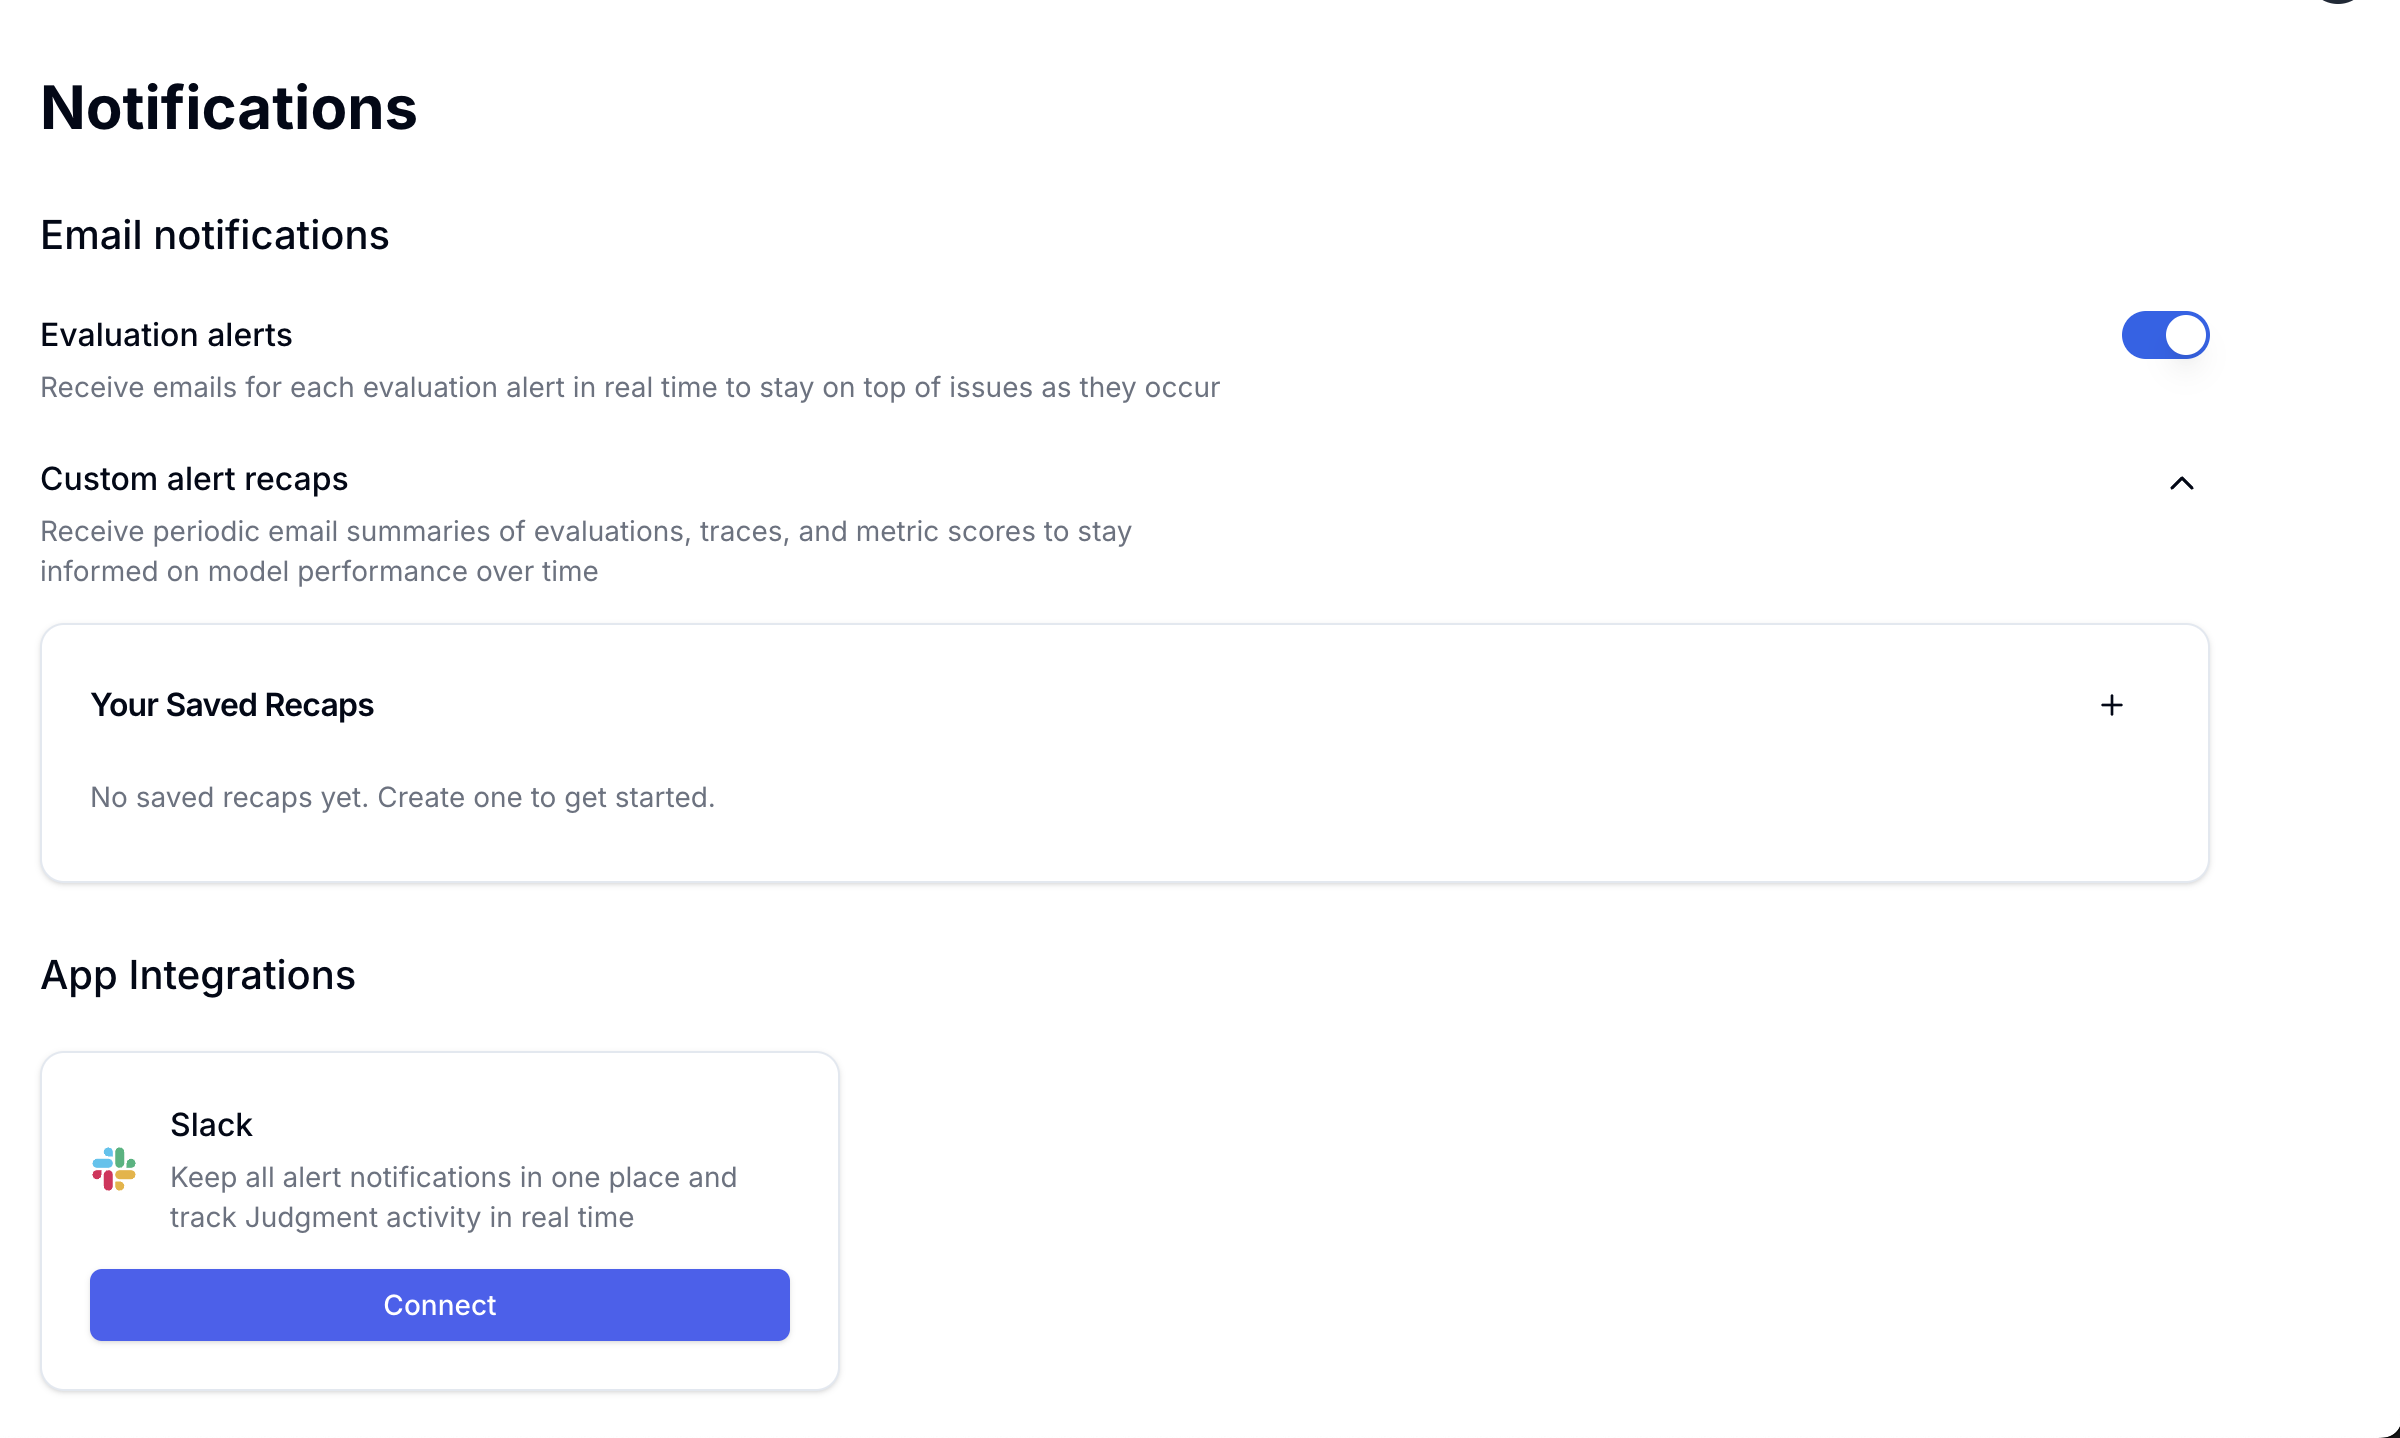 Notifications
Email notifications
Evaluation alerts
Receive emails for each evaluation alert in real time to stay on top of issues as they occur
Custom alert recaps
Receive periodic email summaries of evaluations, traces, and metric scores to stay
informed on model performance over time
Your Saved Recaps
No saved recaps yet. Create one to get started.
App Integrations
Slack
Keep all alert notifications in one place and
track Judgment activity in real time
Connect